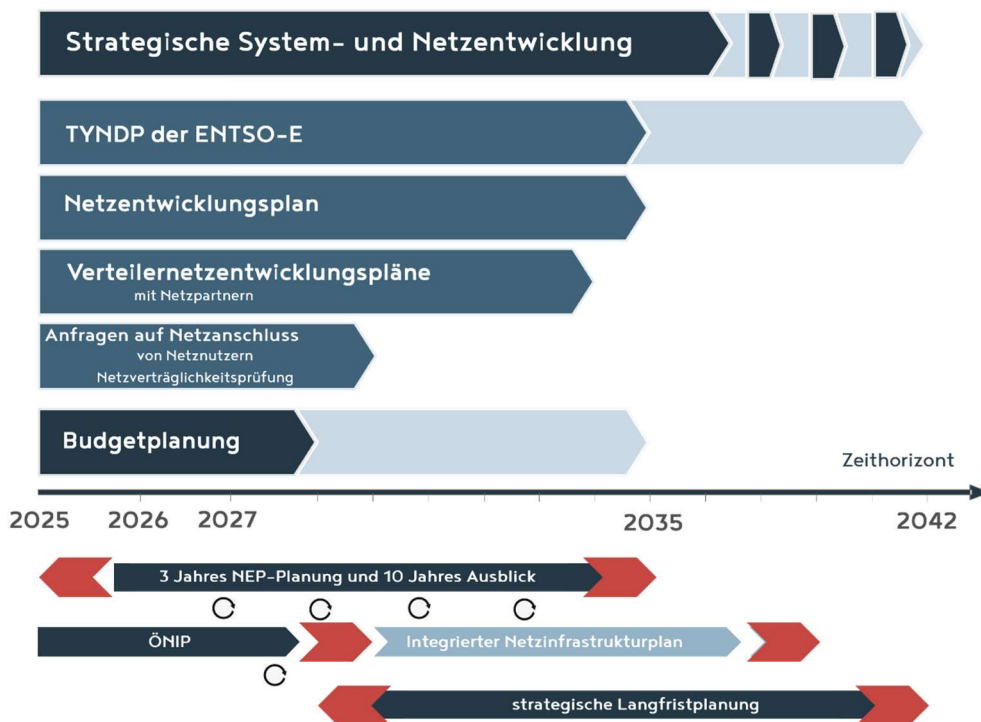 Strategische System- und Netzentwicklung
TYNDP der ENTSO-E
Netzentwicklungsplan
Verteilernetzentwicklungspläne
mit Netzpartnern
Anfragen auf Netzanschluss
von Netznutzern
Netzverträglichkeitsprüfung
Budgetplanung
Zeithorizont
2025 2026 2027 2035 2042
3 Jahres NEP-Planung und 10 Jahres Ausblick
ÖNIP Integrierter Netzinfrastrukturplan
strategische Langfristplanung